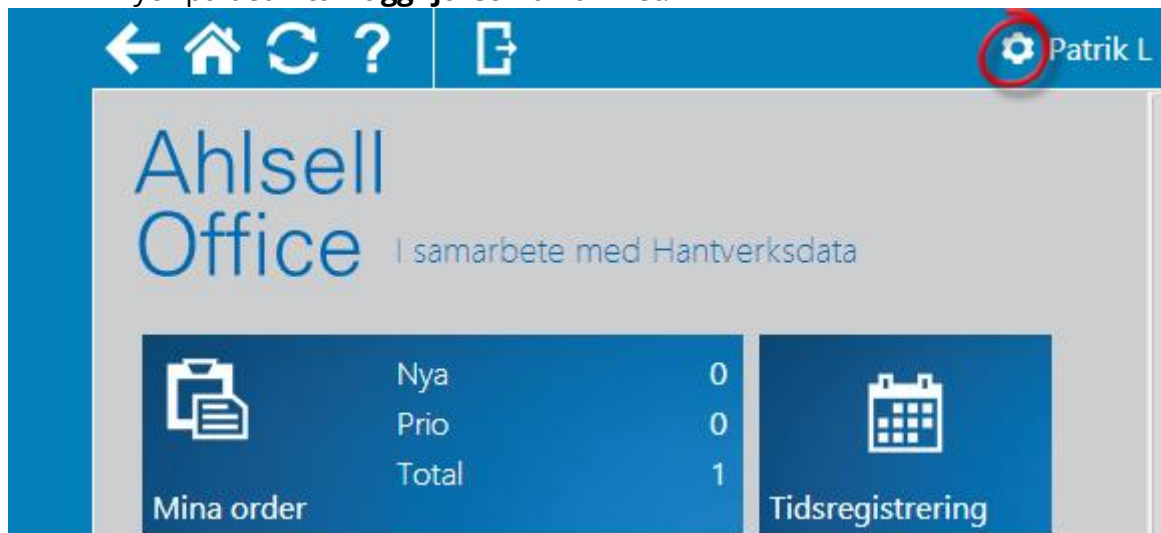 ?
Patrik L
Ahlsell
Office
I samarbete med Hantverksdata
Nya 0
Prio 0
Total 1
Mina order
Tidsregistrering